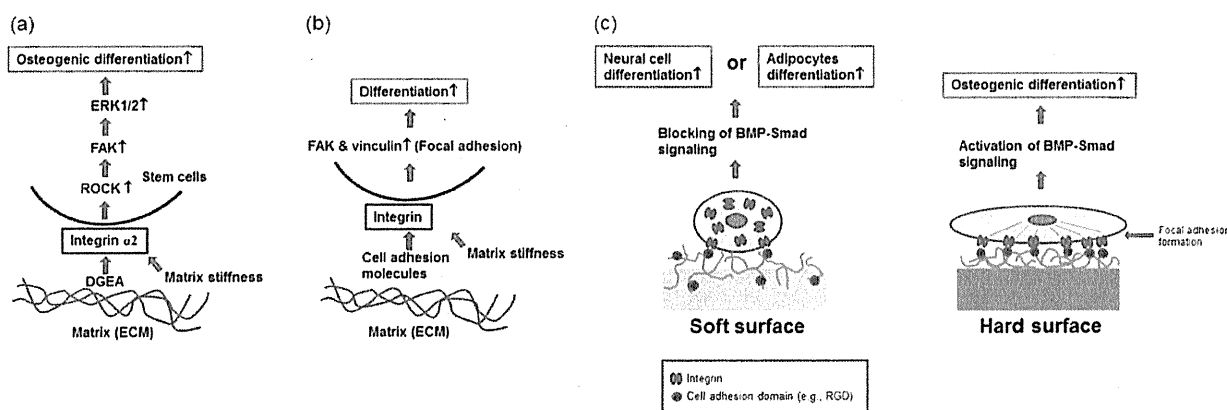 (a)
Osteogenic differentiation↑
ERK1/2↑
FAK↑
ROCK↑
Stem cells
Integrin α2
DGEA
Matrix stiffness
Matrix (ECM)
(b)
Differentiation↑
FAK & vinculin↑ (Focal adhesion)
Integrin
Cell adhesion
molecules
Matrix stiffness
Matrix (ECM)
(c)
Neural cell
differentiation↑
or
Adipocytes
differentiation↑
Blocking of BMP-Smad
signaling
Soft surface
Osteogenic differentiation↑
Activation of BMP-Smad
signaling
Focal adhesion
formation
Hard surface
Integrin
Cell adhesion domain (e.g., RGD)